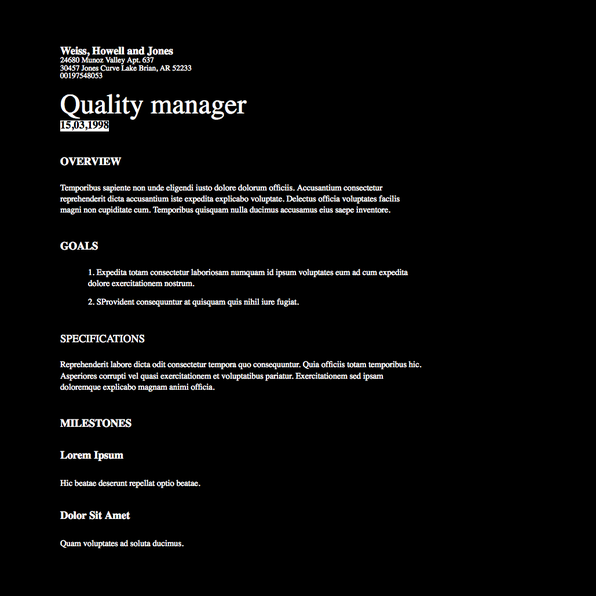 Weiss, Howell and Jones
24680 Munoz Valley Apt. 637
30457 Jones Curve Lake Brian, AR 52233
00197548053
Quality manager
15,03,1998
OVERVIEW
Temporibus sapiente non unde eligendi iusto dolore dolorum officiis. Accusantium consectetur
reprehenderit dicta accusantium iste expedita explicabo voluptate. Delectus officia voluptates facilis
magni non cupiditate cum. Temporibus quisquam nulla ducimus accusamus eius saepe inventore.
GOALS
1. Expedita totam consectetur laboriosam numquam id ipsum voluptates eum ad cum expedita
dolore exercitationem nostrum.
2. SProvident consequuntur at quisquam quis nihil iure fugiat.
SPECIFICATIONS
Reprehenderit labore dicta odit consectetur tempora quo consequuntur. Quia officiis totam temporibus hic.
Asperiores corrupti vel quasi exercitationem et voluptatibus pariatur. Exercitationem sed ipsam
doloremque explicabo magnam animi officia.
MILESTONES
Lorem Ipsum
Hic beatae deserunt repellat optio beatae.
Dolor Sit Amet
Quam voluptates ad soluta ducimus.